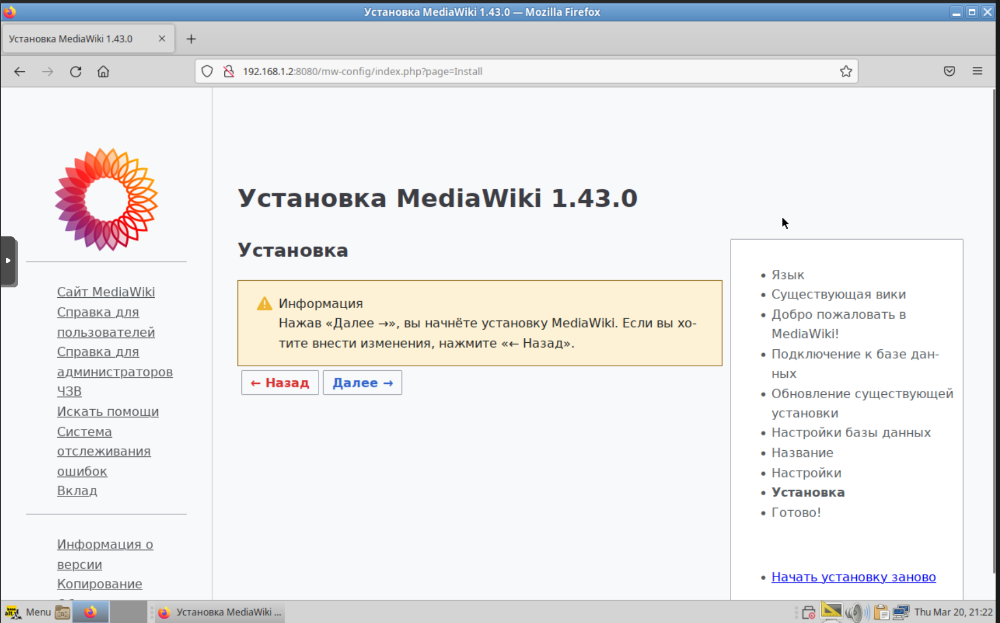 Установка MediaWiki 1.43.0 — Mozilla Firefox
Установка MediaWiki 1.43.0
192.168.1.2:8080/mw-config/index.php?page=Install
Сайт MediaWiki
Справка для
пользователей
Справка для
администраторов
ЧЗВ
Искать помощи
Система
отслеживания
ошибок
Вклад
Информация о
версии
Копирование
Установка MediaWiki 1.43.0
Установка
Информация
Нажав «Далее →», вы начнёте установку MediaWiki. Если вы хо-
тите внести изменения, нажмите «← Назад».
← Назад
Далее →
Язык
Существующая вики
Добро пожаловать в
MediaWiki!
Подключение к базе дан-
ных
Обновление существующей
установки
Настройки базы данных
Название
Настройки
Установка
Готово!
Начать установку заново
Menu
Установка MediaWiki ...
Thu Mar 20, 21:22